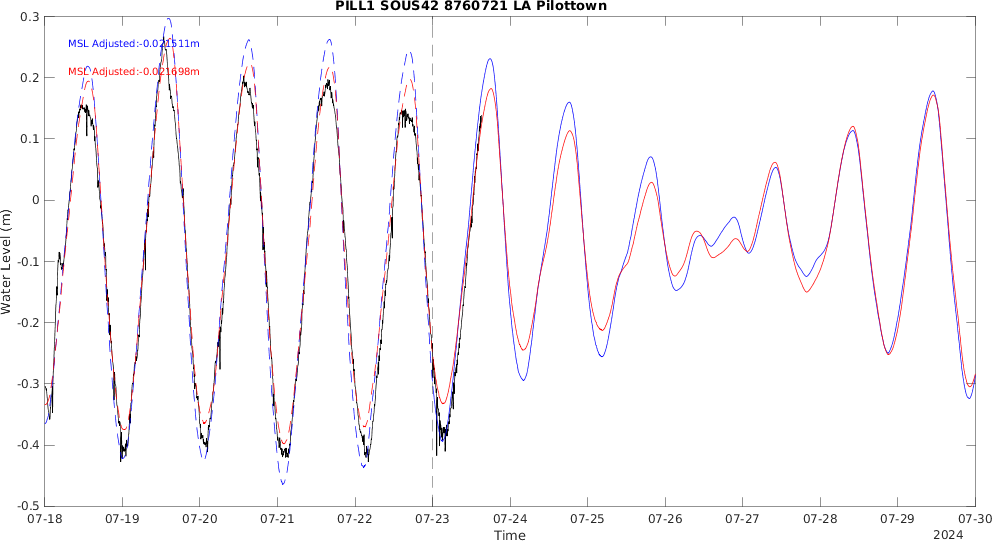 PILL1 SOUS42 8760721 LA Pilottown
MSL Adjusted:-0.021511m
MSL Adjusted:-0.021698m
Water Level (m)
0.3
0.2
0.1
0
-0.1
-0.2
-0.3
-0.4
-0.5
07-18 07-19 07-20 07-21 07-22 07-23 07-24 07-25 07-26 07-27 07-28 07-29 07-30
Time
2024